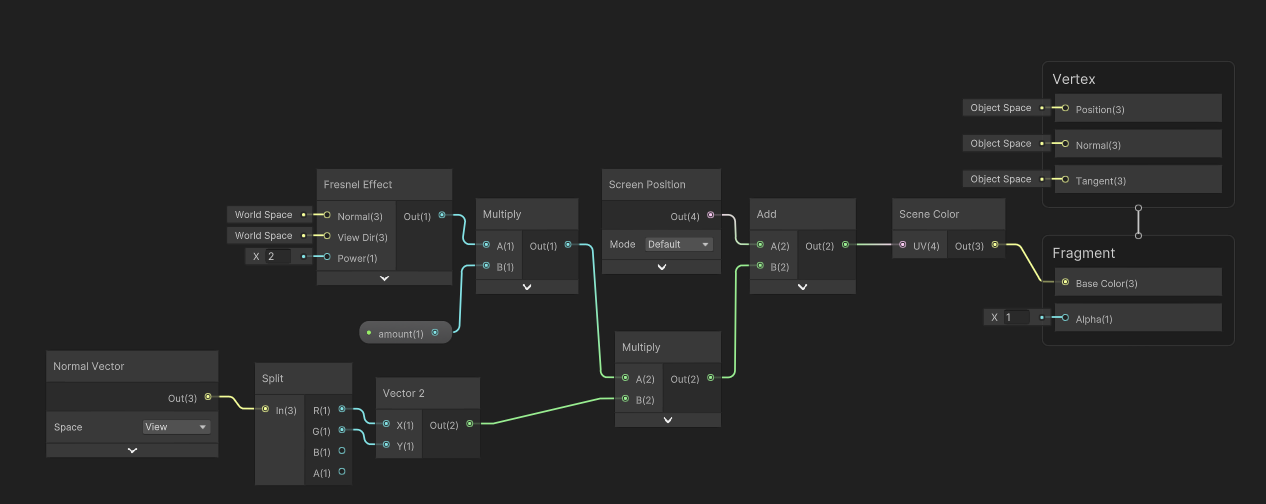 Vertex
Object Space
Position(3)
Object Space
Normal(3)
Object Space
Tangent(3)
Fragment
Base Color(3)
X 1
Alpha(1)
Fresnel Effect
World Space
Normal(3)
Out(1)
World Space
View Dir(3)
X 2
Power(1)
Multiply
A(1)
Out(1)
B(1)
Screen Position
Out(4)
Mode
Default
Add
A(2)
Out(2)
B(2)
Scene Color
UV(4)
Out(3)
amount(1)
Multiply
A(2)
Out(2)
B(2)
Normal Vector
Out(3)
Space
View
Split
In(3)
R(1)
G(1)
B(1)
A(1)
Vector 2
X(1)
Out(2)
Y(1)